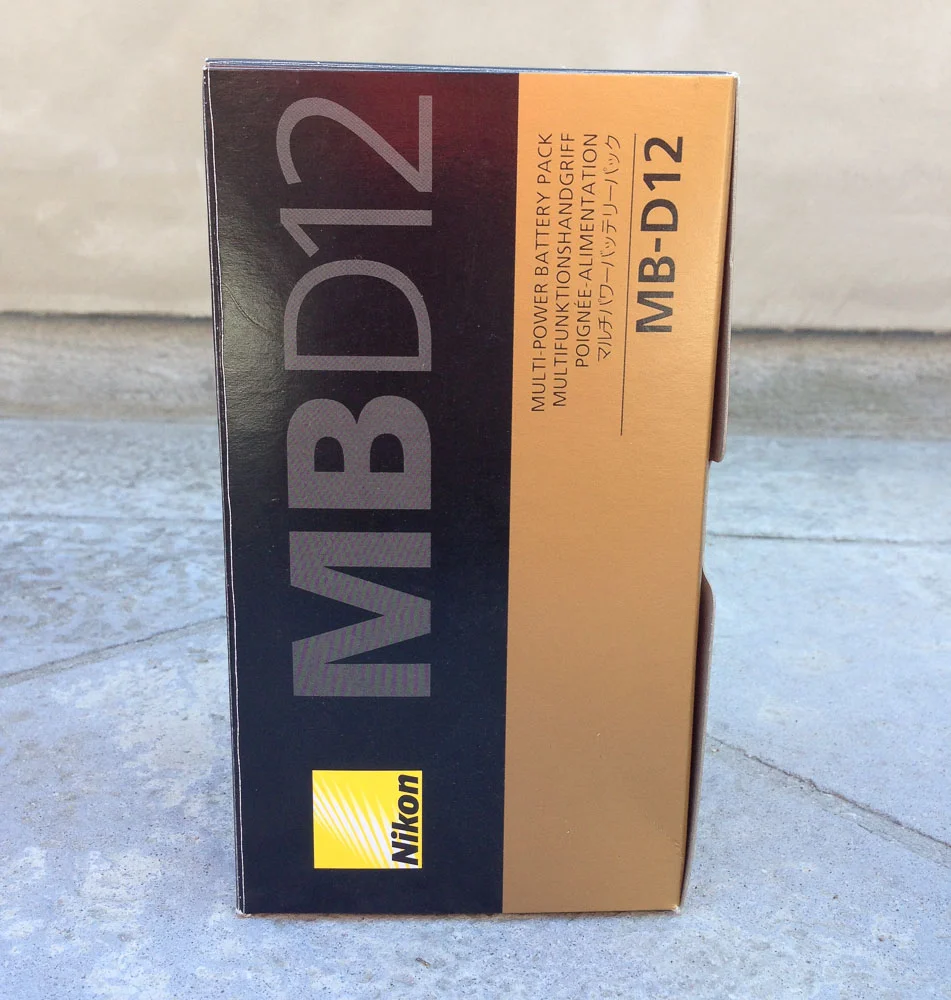 MBD12
Nikon
MULTI-POWER BATTERY PACK
MULTIFUNKTIONSHANDGRIFF
POIGNÉE-ALIMENTATION
マルチパワーバッテリーパック
MB-D12